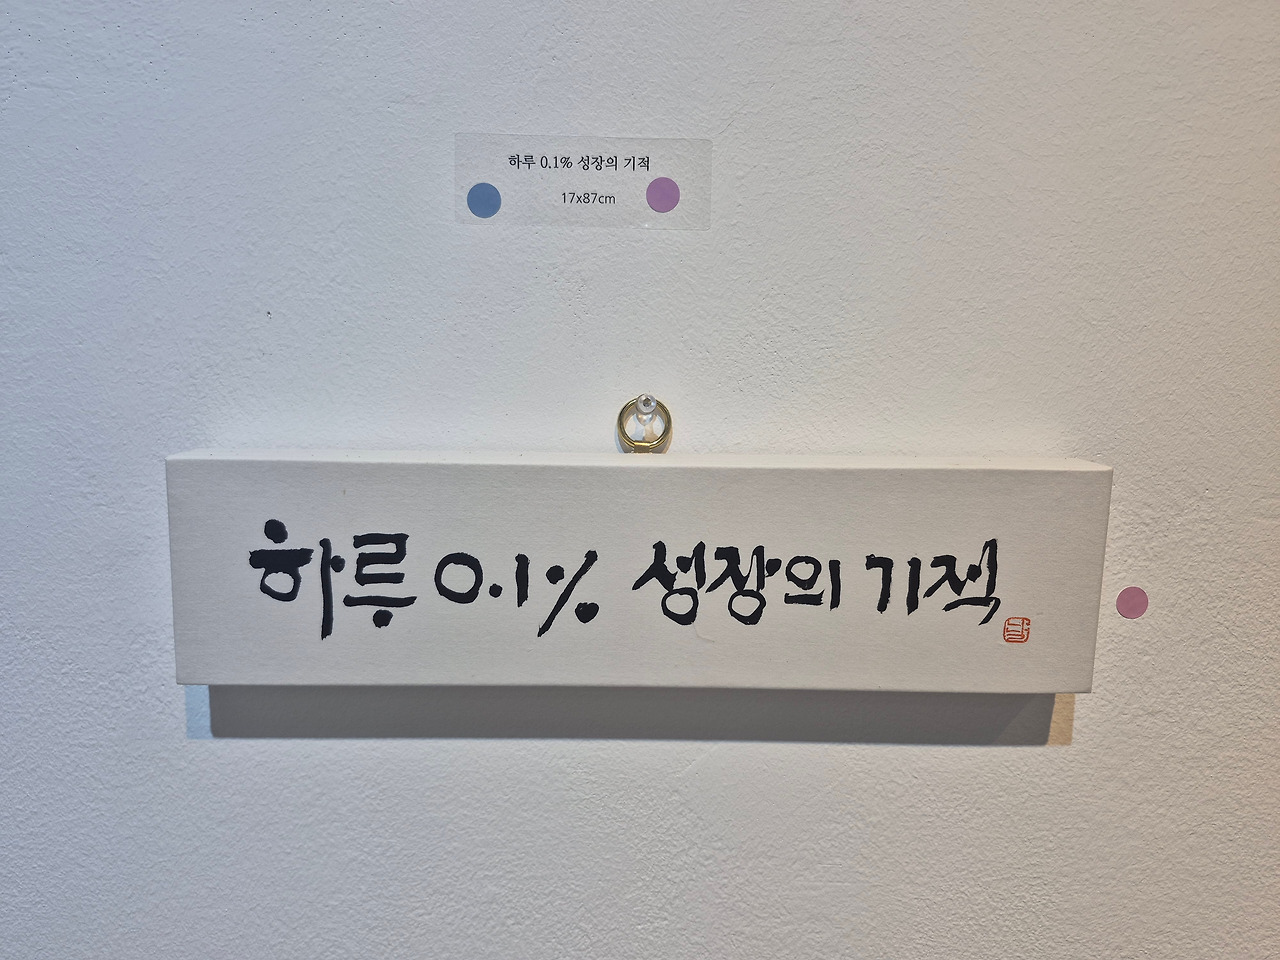 하루 0.1% 성장의 기적
17x87cm
하루 0.1% 성장의 기적